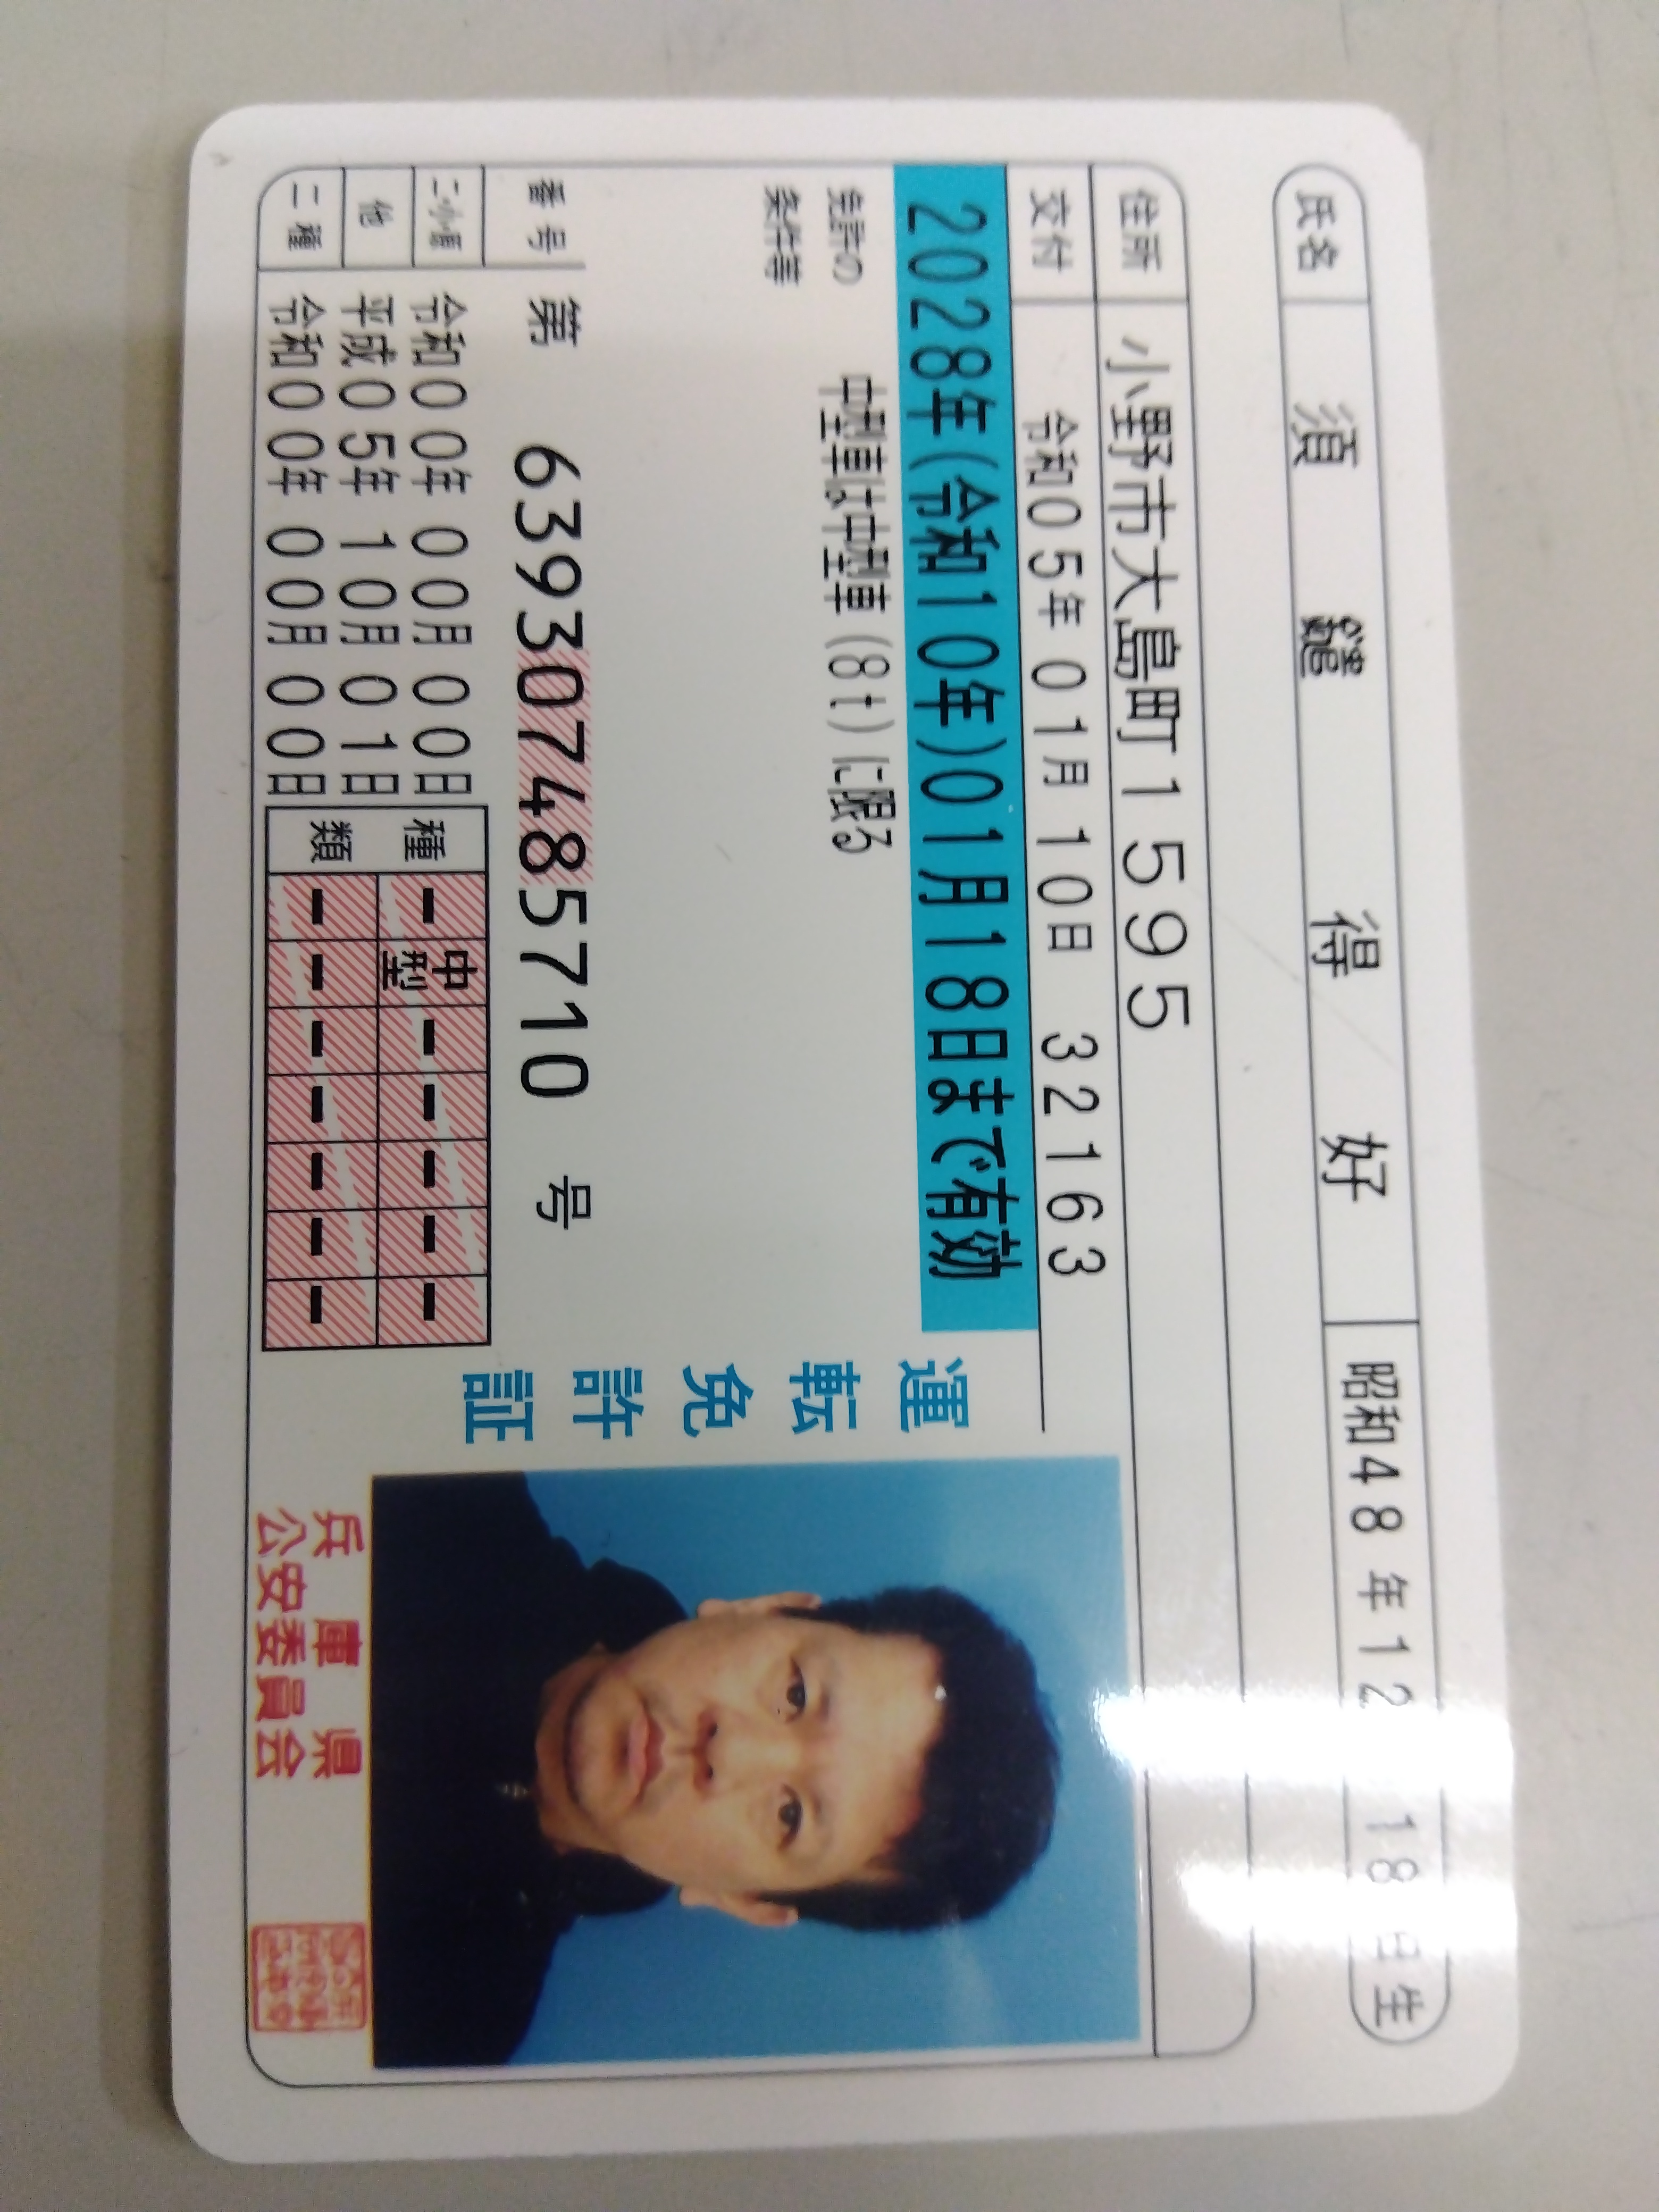 氏名 須 鑓 得 好 昭和48年12 18日生
住所 小野市大島町1595
交付 令和05年01月10日 32163
2028年(令和10年)01月18日まで有効
免許の
条件等
中型車は中型車(8t)に限る
番号 第 639307485710 号
二・小・原 令和00年00月00日
他 平成05年10月01日
二種 令和00年00月00日
種類
中型
運転免許証
兵庫県
公安委員会